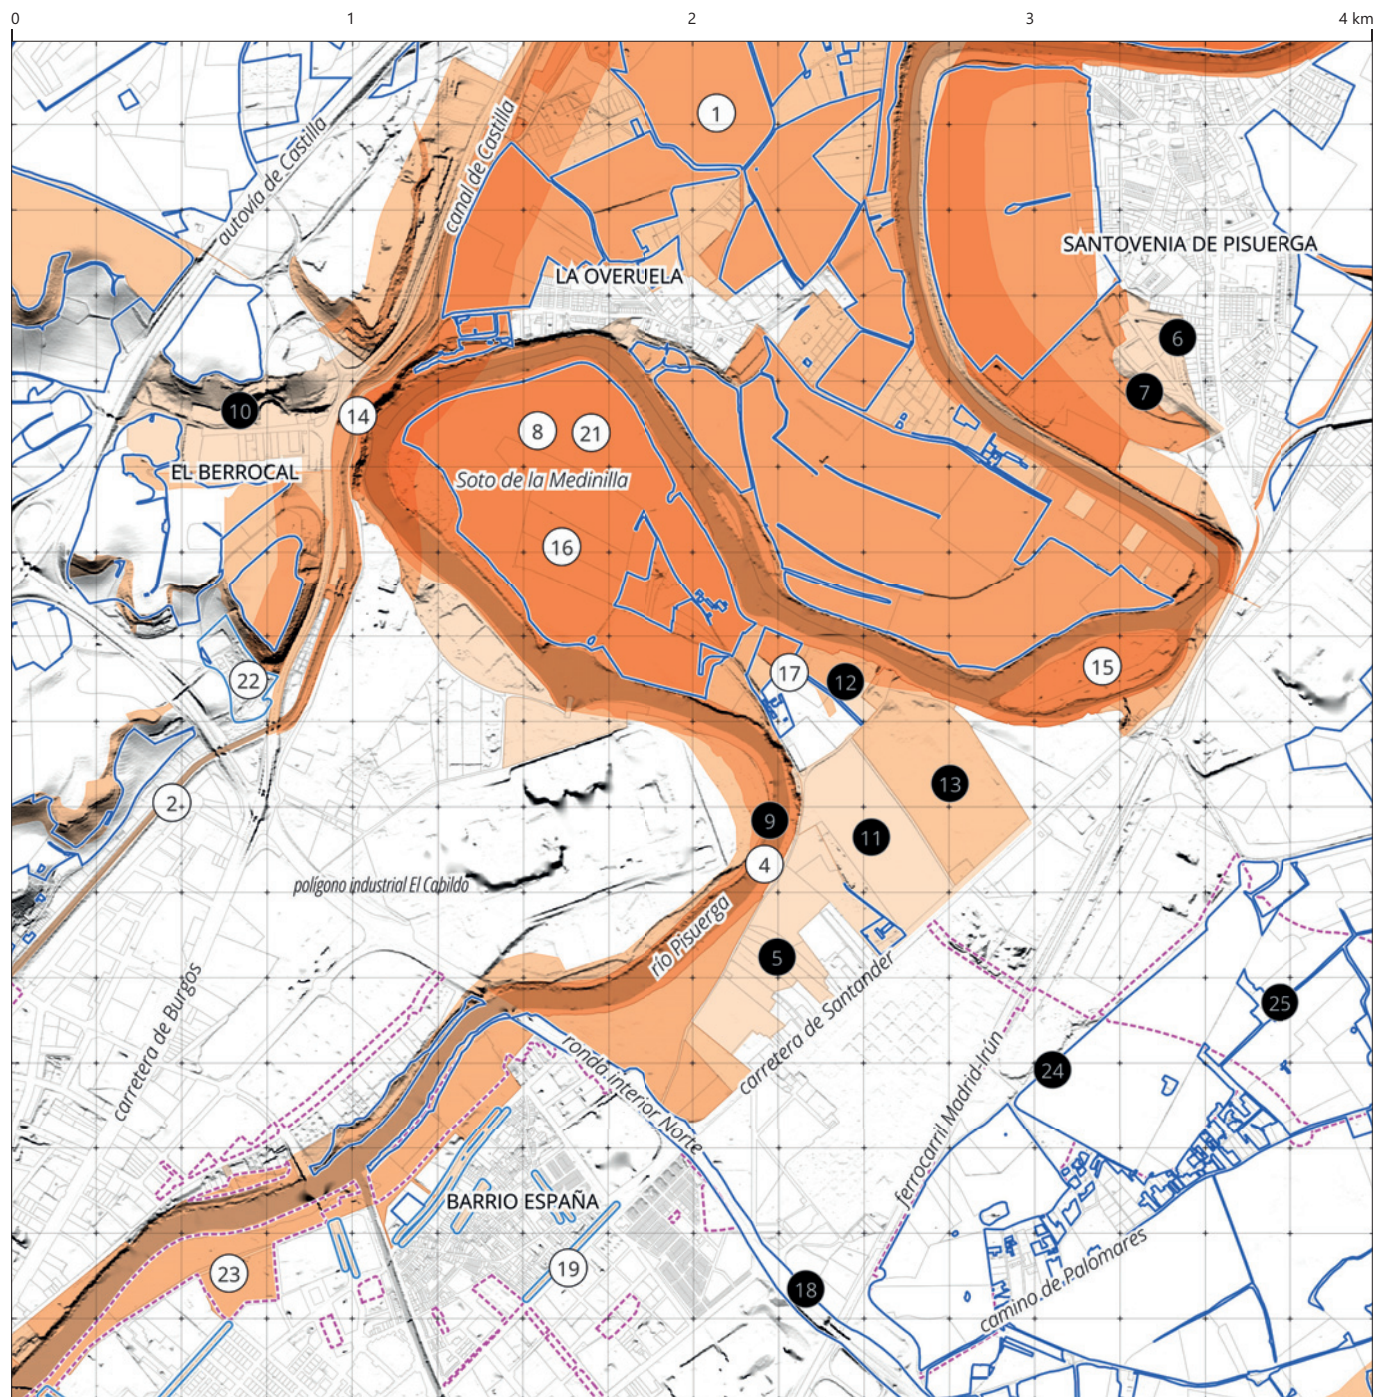 0 1 2 3 4 km
1
autovía de Castilla
canal de Castilla
SANTOVENIA DE PISUERGA
LA OVERUELA
6
7
10
14
8 21
EL BERROCAL
Soto de la Medinilla
16
22
17
12
15
2
13
9
11
4
polígono industrial El Cabildo
río Pisuerga
5
carretera de Burgos
carretera de Santander
25
ronda interior Norte
24
ferrocarril Madrid-Irún
BARRIO ESPAÑA
23
19
18
camino de Palomares